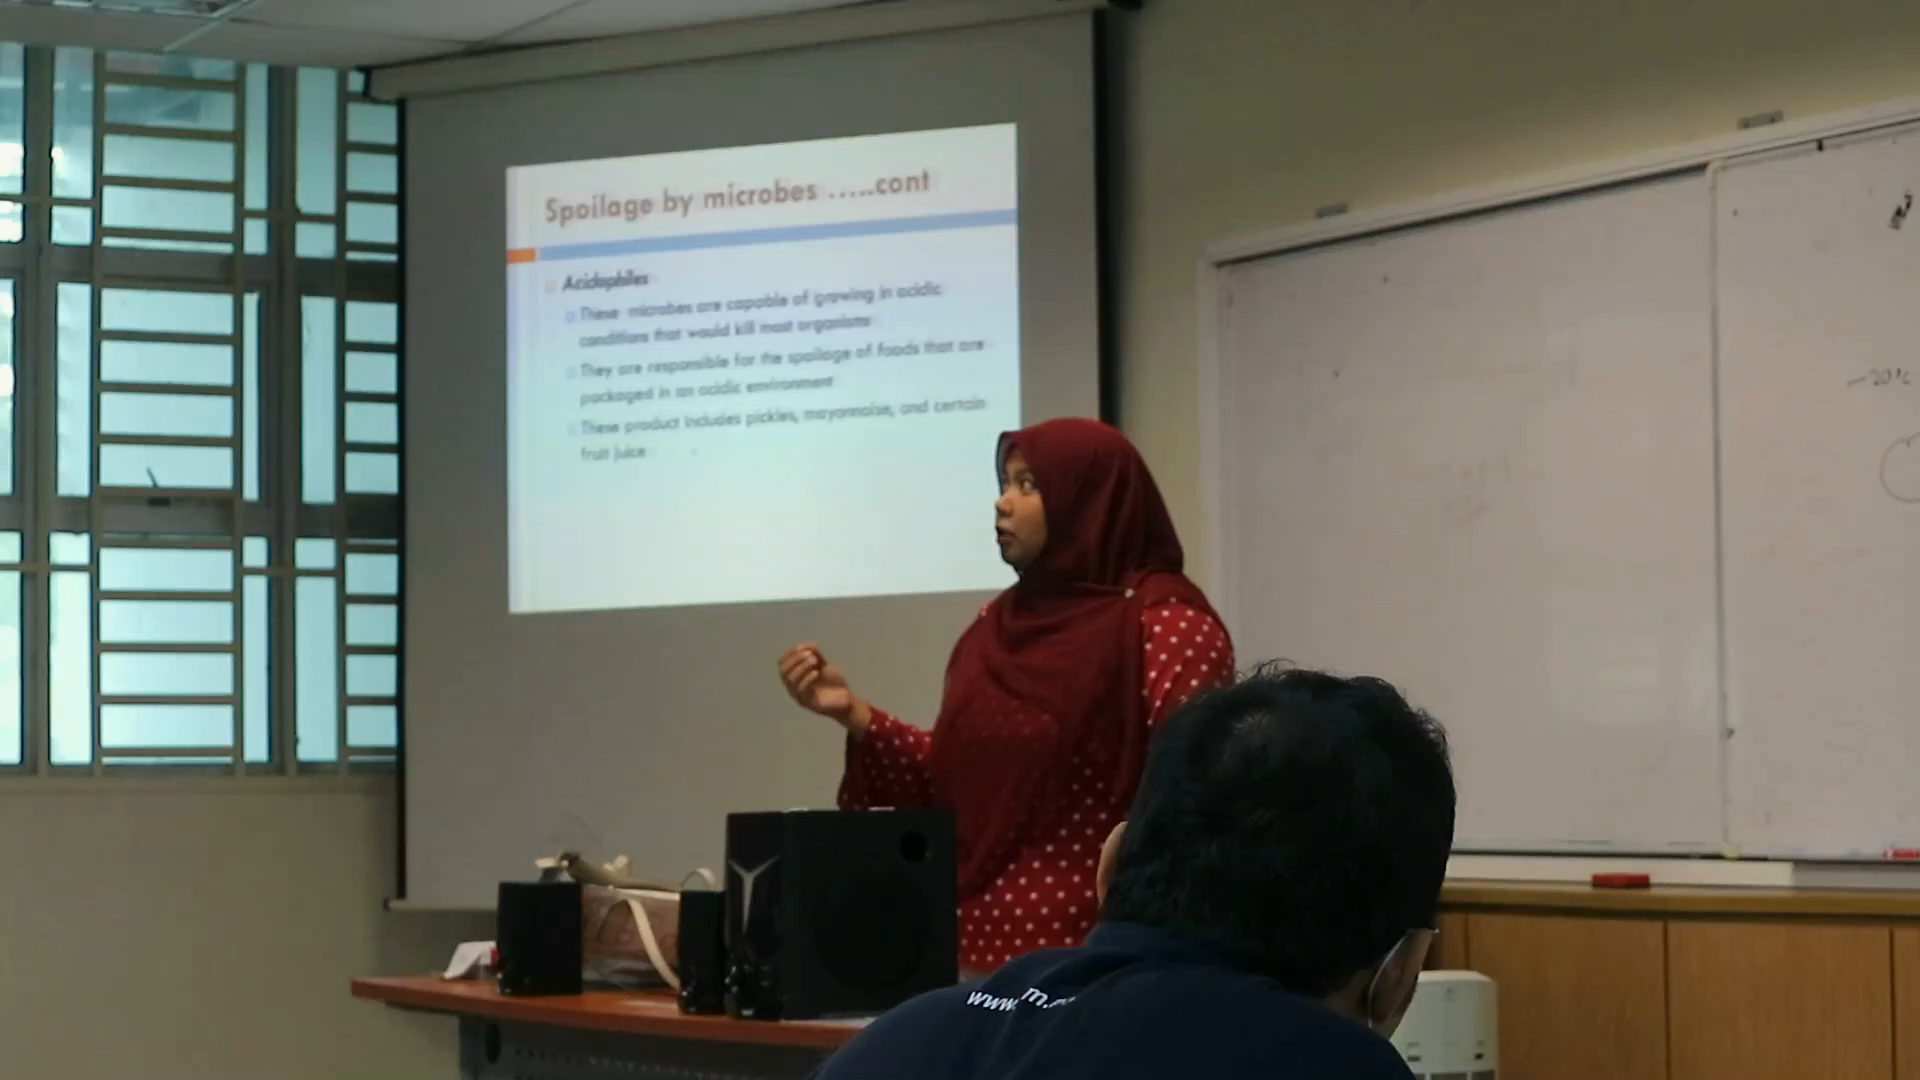 Spoilage by microbes .....cont
Acidophiles
These microbes are capable of growing in acidic
conditions that would kill most organisms
They are responsible for the spoilage of foods that are
packaged in an acidic environment
These product includes pickles, mayonnaise, and certain
fruit juice
-20°C
www.